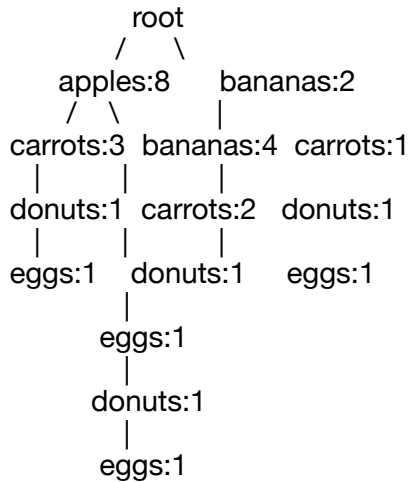 root
/ \
apples:8 bananas:2
/ \ |
carrots:3 bananas:4 carrots:1
| | |
donuts:1 carrots:2 donuts:1
| | |
eggs:1 donuts:1 eggs:1
|
eggs:1
|
donuts:1
|
eggs:1